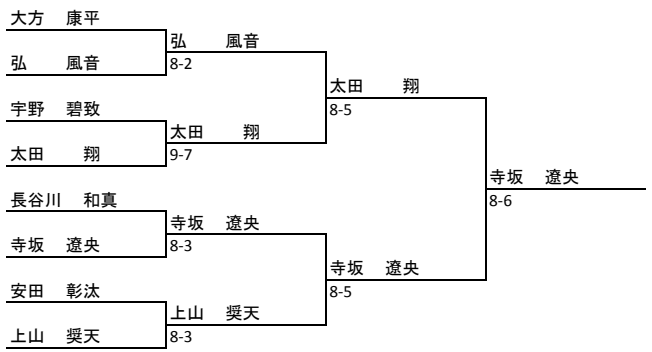 大方 康平
弘 風音
8-2
弘 風音
宇野 碧致
太田 翔
9-7
太田 翔
太田 翔
8-5
長谷川 和真
寺坂 遼央
8-3
寺坂 遼央
安田 彰汰
上山 奨天
8-3
上山 奨天
寺坂 遼央
8-5
寺坂 遼央
8-6